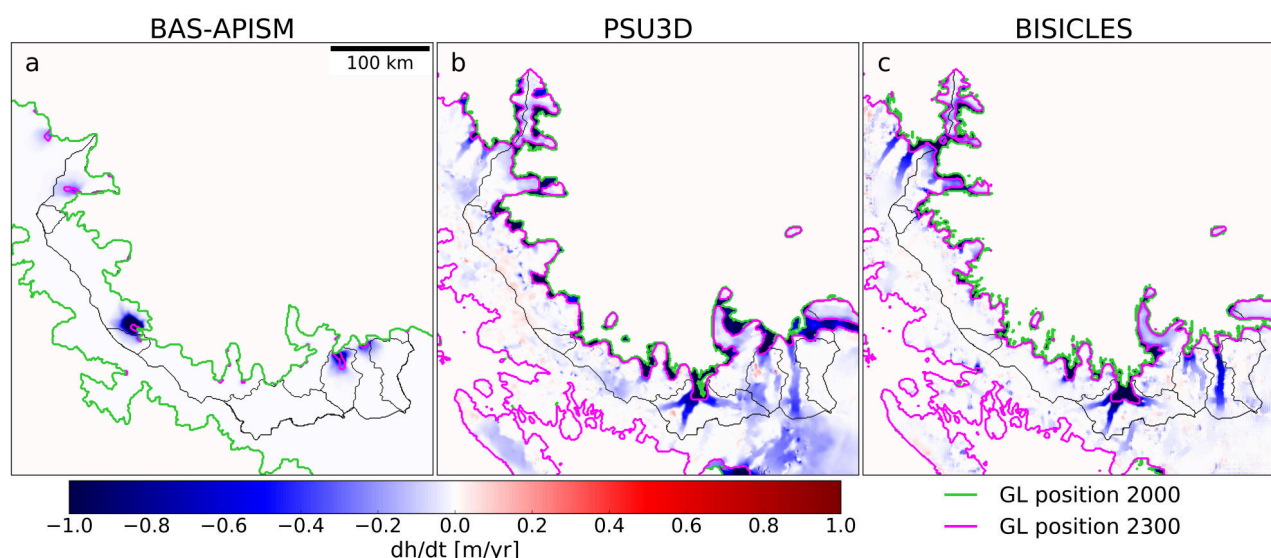 BAS-APISM
PSU3D
BISICLES
a
100 km
b
c
−1.0 −0.8 −0.6 −0.4 −0.2 0.0 0.2 0.4 0.6 0.8 1.0
dh/dt [m/yr]
GL position 2000
GL position 2300